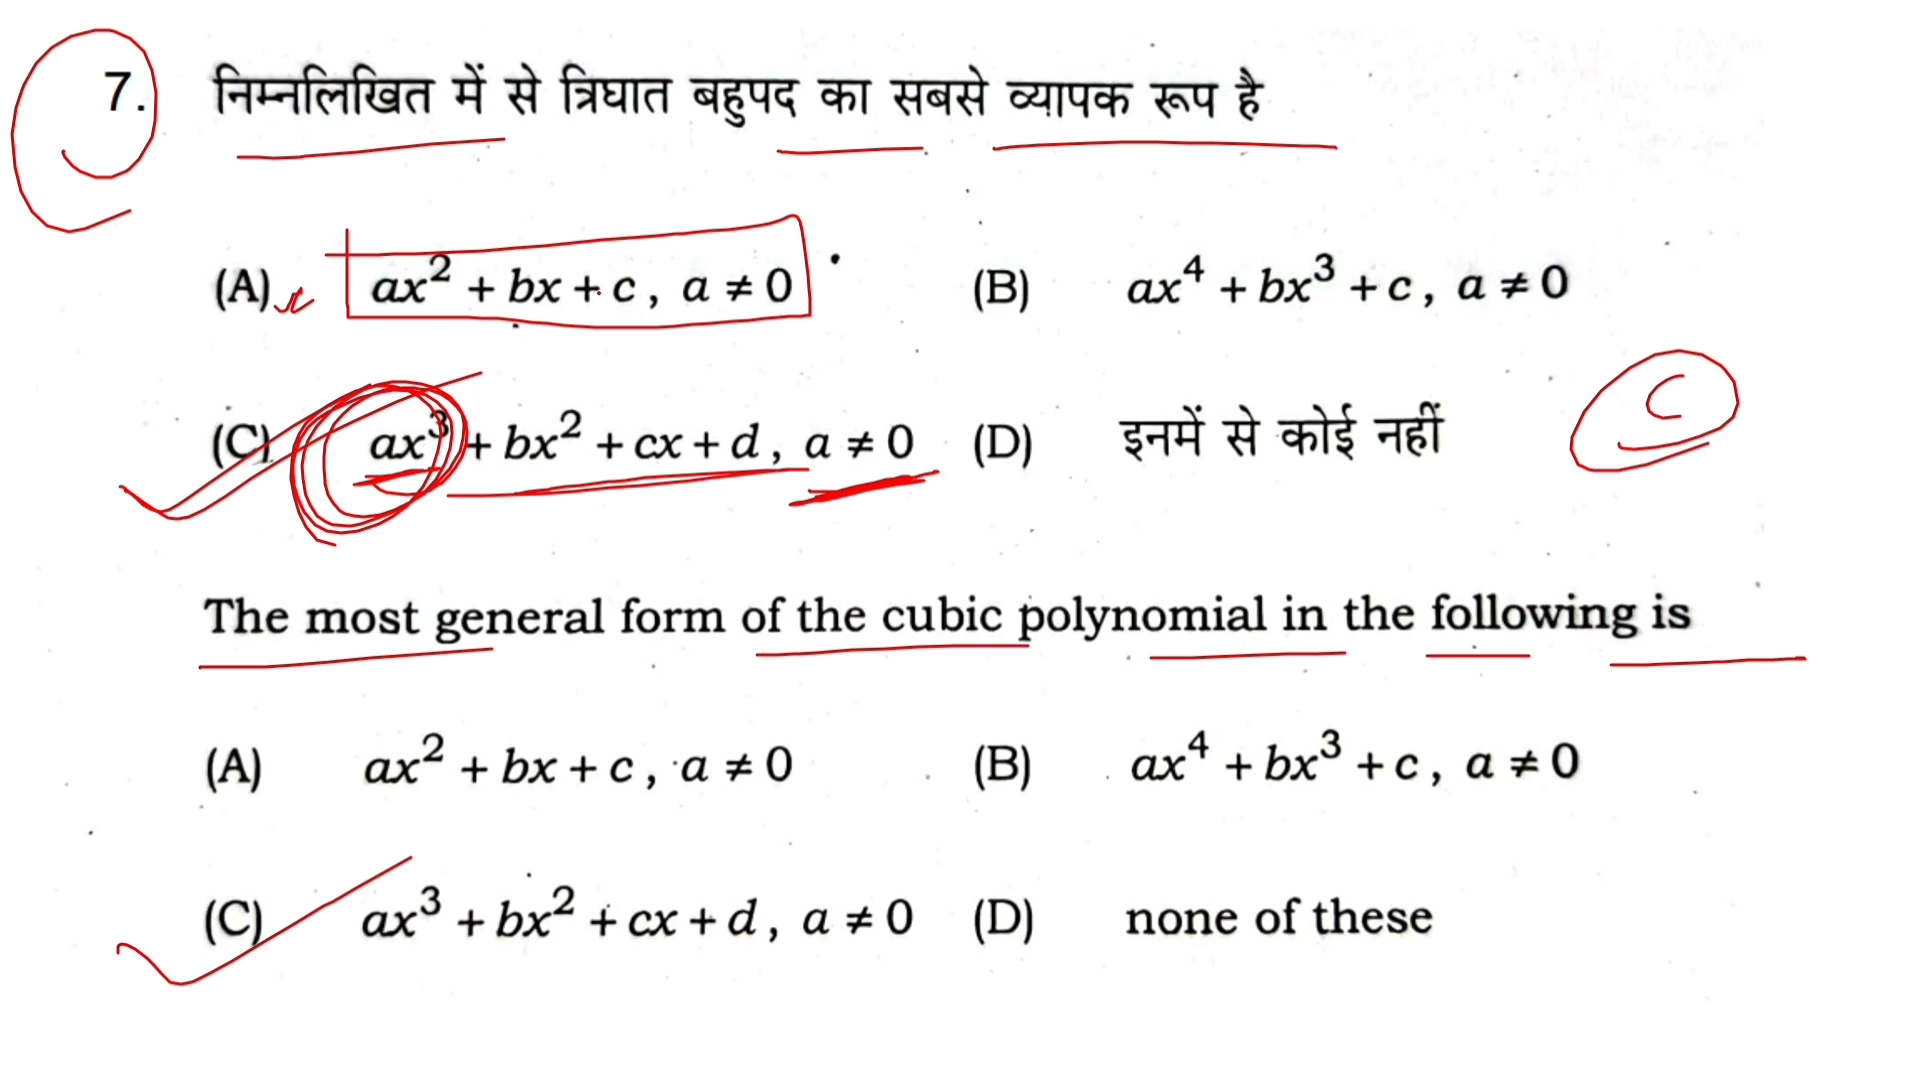 7. निम्नलिखित में से त्रिघात बहुपद का सबसे व्यापक रूप है
(A) ax² + bx + c, a ≠ 0 (B) ax⁴ + bx³ + c, a ≠ 0
(C) ax³ + bx² + cx + d, a ≠ 0 (D) इनमें से कोई नहीं C
The most general form of the cubic polynomial in the following is
(A) ax² + bx + c, a ≠ 0 (B) ax⁴ + bx³ + c, a ≠ 0
(C) ax³ + bx² + cx + d, a ≠ 0 (D) none of these